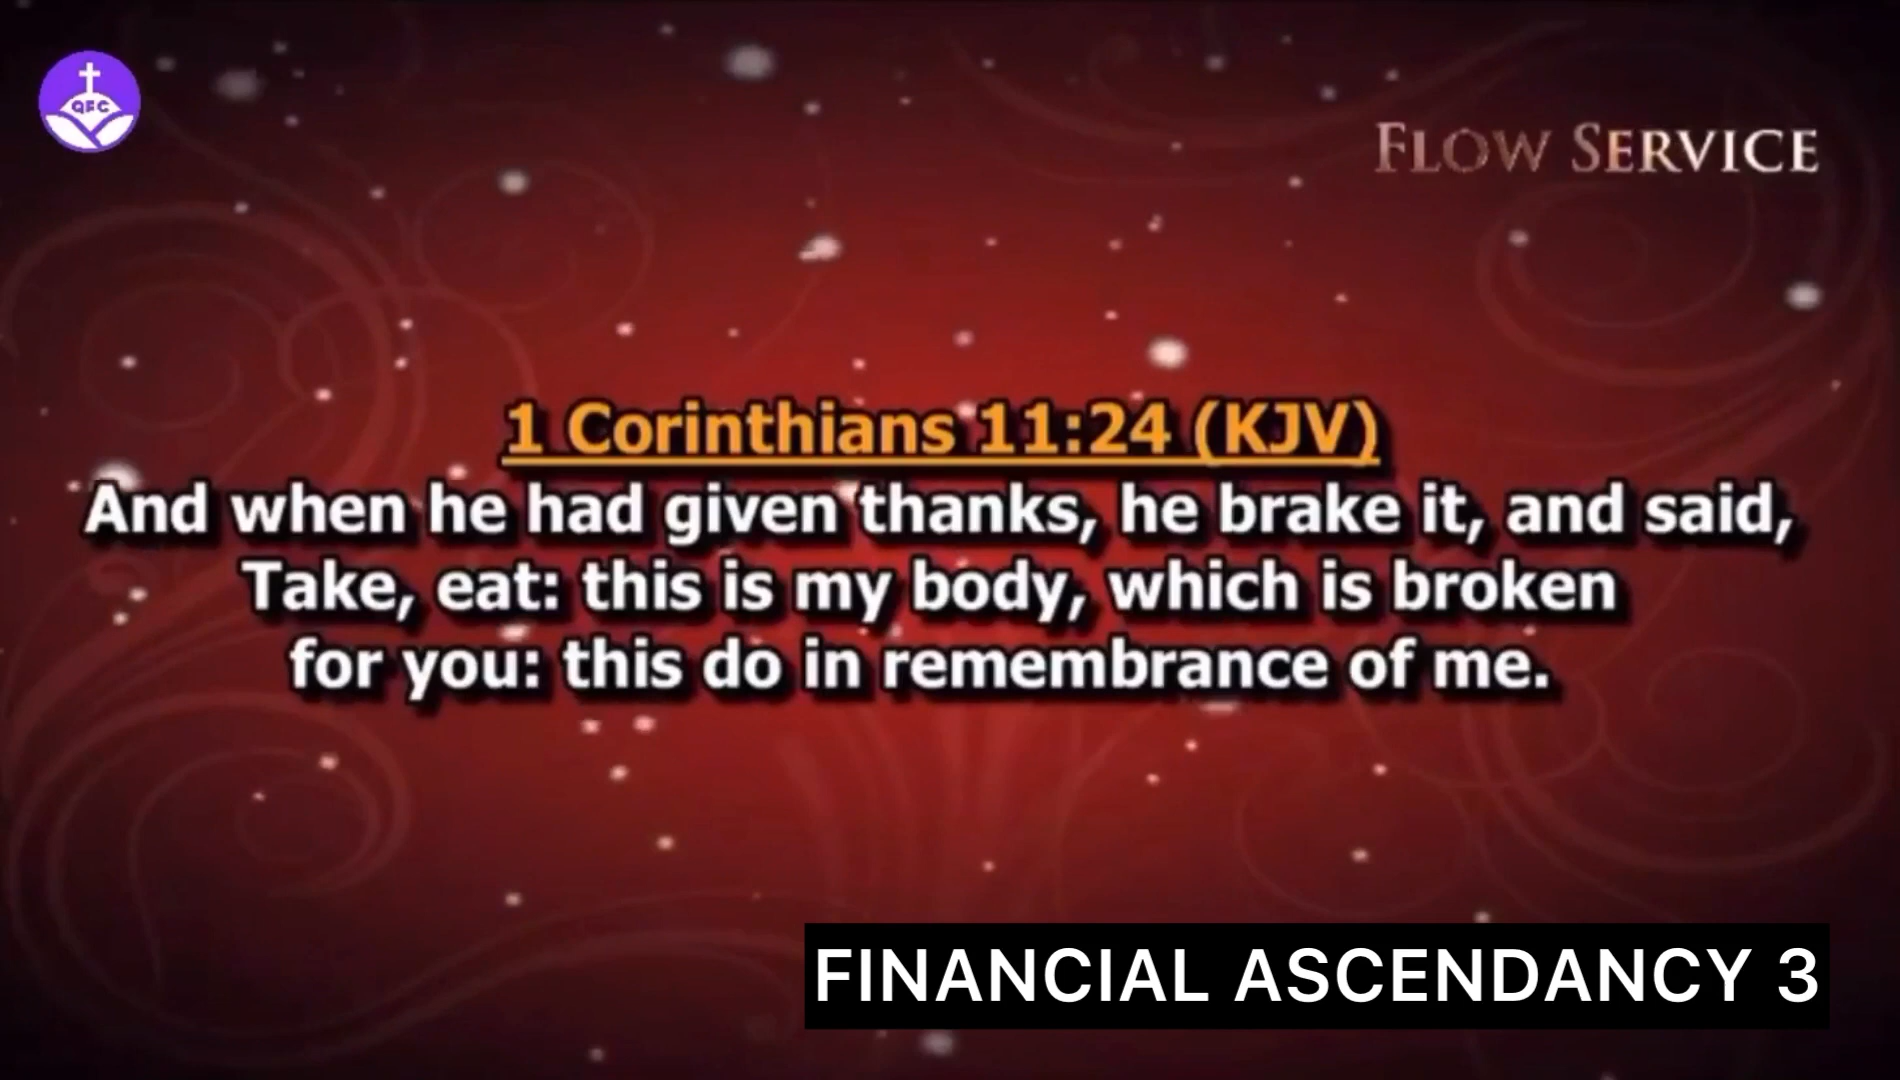 QFC
FLOW SERVICE
1 Corinthians 11:24 (KJV)
And when he had given thanks, he brake it, and said,
Take, eat: this is my body, which is broken
for you: this do in remembrance of me.
FINANCIAL ASCENDANCY 3